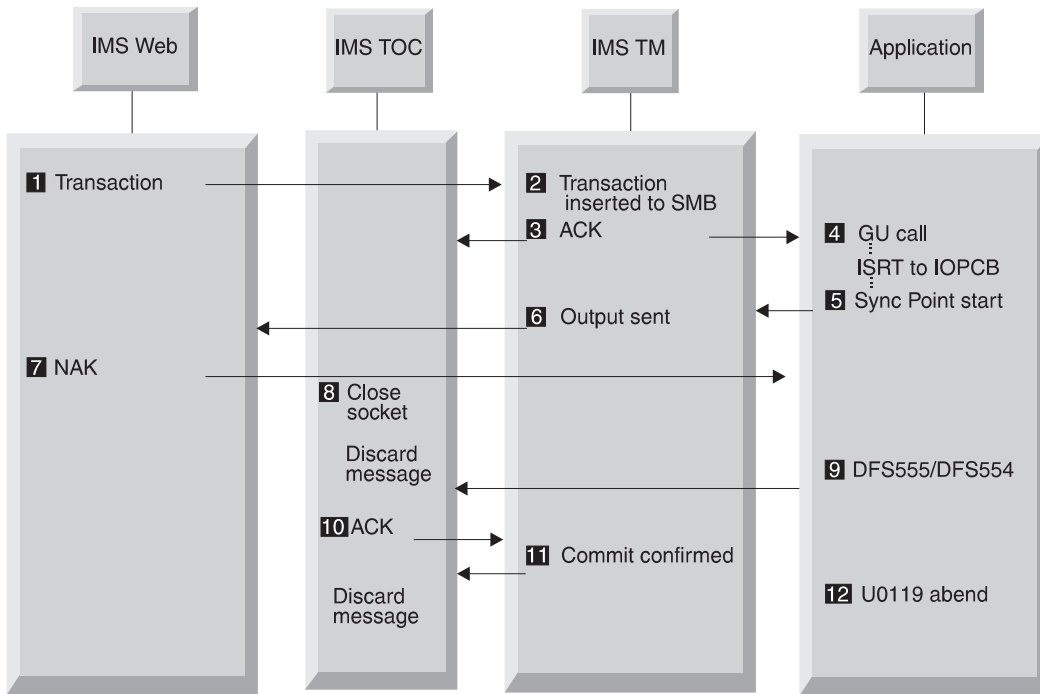 IMS Web
IMS TOC
IMS TM
Application
1 Transaction
2 Transaction
inserted to SMB
3 ACK
4 GU call
ISRT to IOPCB
5 Sync Point start
6 Output sent
7 NAK
8 Close
socket
Discard
message
9 DFS555/DFS554
10 ACK
11 Commit confirmed
Discard
message
12 U0119 abend